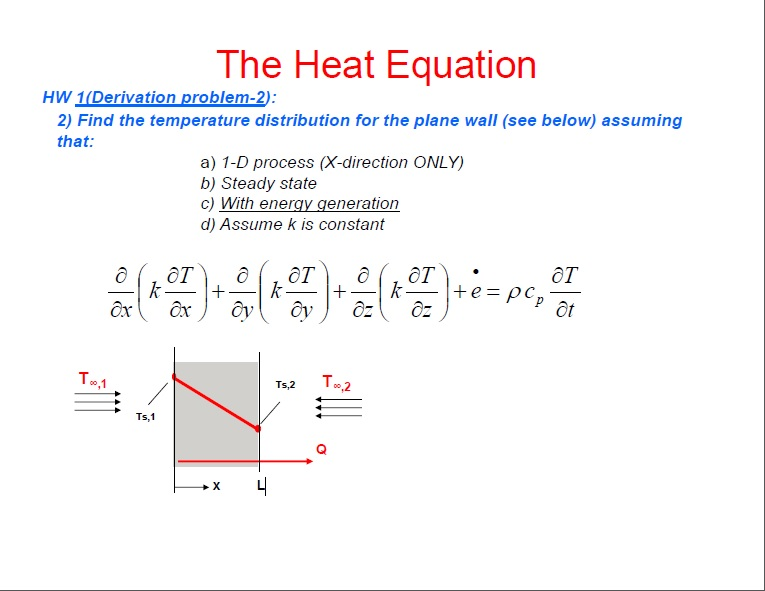 The Heat Equation
HW 1(Derivation problem-2):
2) Find the temperature distribution for the plane wall (see below) assuming
that:
a) 1-D process (X-direction ONLY)
b) Steady state
c) With energy generation
d) Assume k is constant
∂/∂x (k ∂T/∂x) + ∂/∂y (k ∂T/∂y) + ∂/∂z (k ∂T/∂z) + ė = ρ c_p ∂T/∂t
T∞,1
Ts,1
Ts,2
T∞,2
Q
x
L